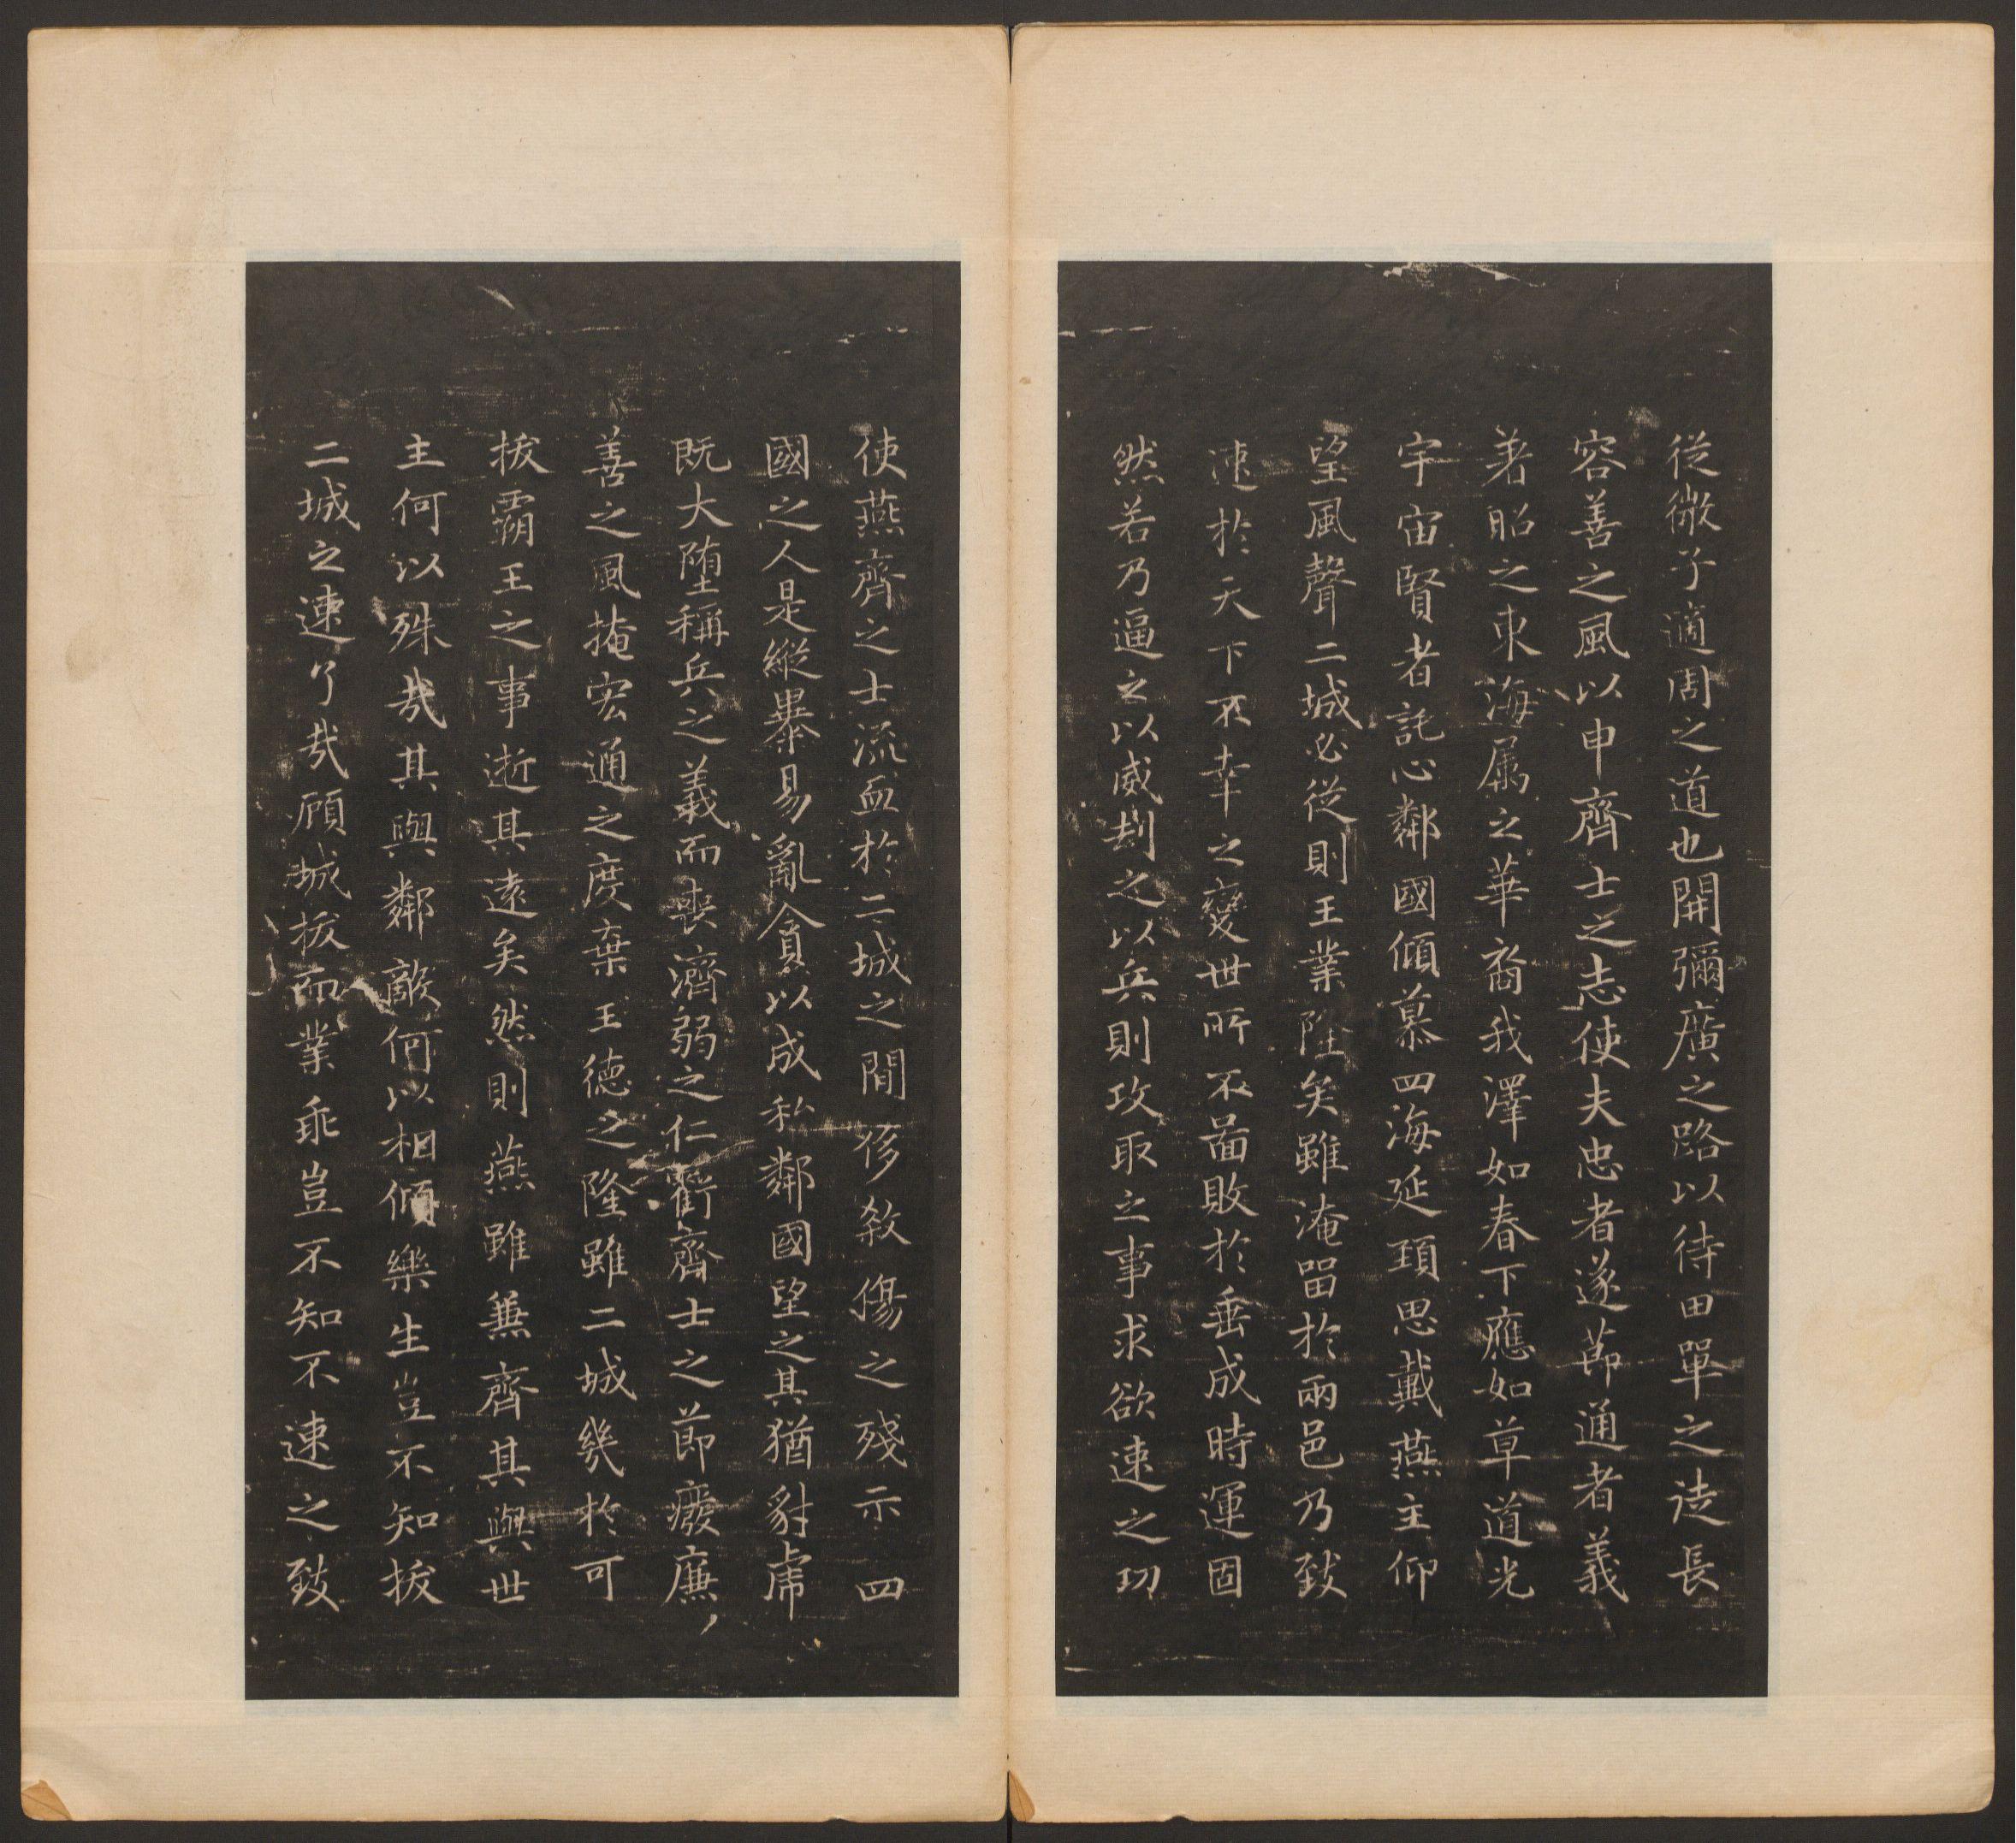 從微子適周之道也開彌廣之路以待田單之徒長
容善之風以申齊士之志使夫忠者遂節通者義
著昭之東海屬之華裔我澤如春下應如草道光
宇宙賢者託心鄰國傾慕四海延頸思戴燕主仰
望風聲二城必從則王業隆矣雖淹留於兩邑乃致
速於天下不幸之變世所不啚敗於垂成時運固
然若乃逼之以威劫之以兵則攻取之事求欲速之功
使燕齊之士流血於二城之間侈殺傷之殘示四
國之人是縱暴易亂貪以成私鄰國望之其猶豺虎
既大墮稱兵之義而喪濟弱之仁虧齊士之節癈廉
善之風掩宏通之度棄王德之隆雖二城幾於可
拔霸王之事逝其遠矣然則燕雖兼齊其與世
主何以殊哉其與鄰敵何以相傾樂生豈不知拔
二城之速了哉顧城拔而業乖豈不知不速之致